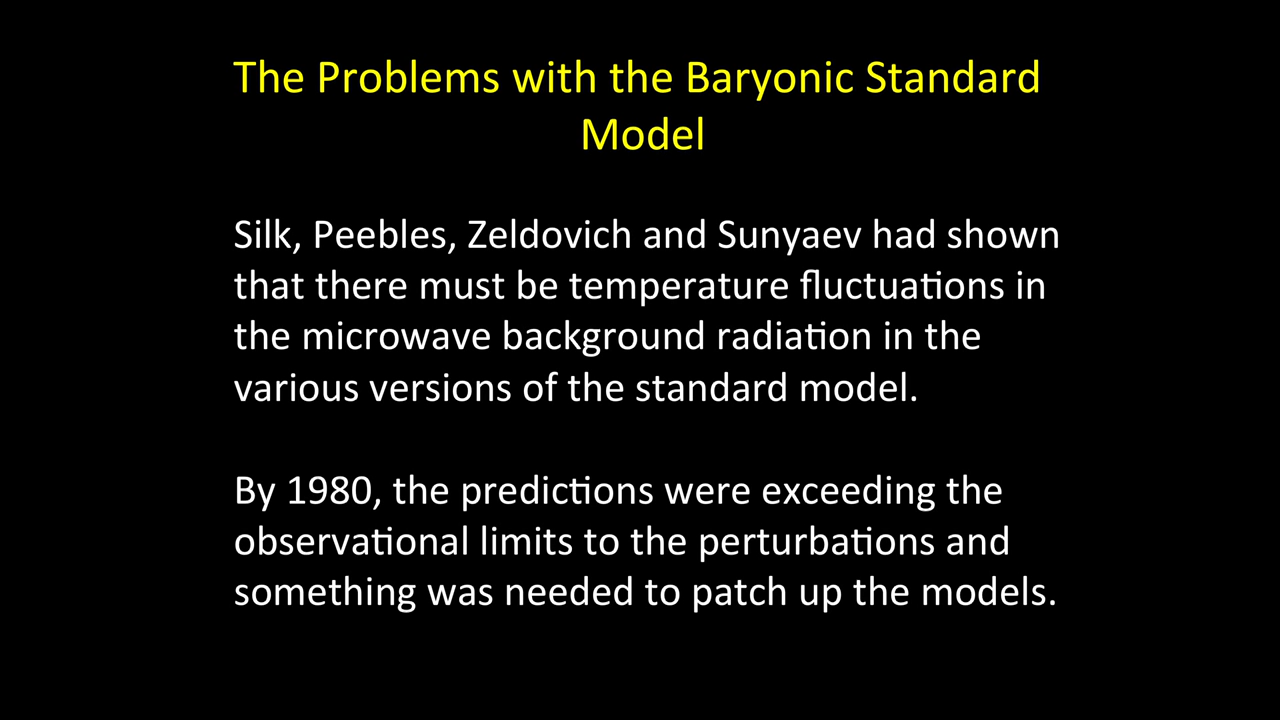 The Problems with the Baryonic Standard
Model
Silk, Peebles, Zeldovich and Sunyaev had shown
that there must be temperature fluctuations in
the microwave background radiation in the
various versions of the standard model.
By 1980, the predictions were exceeding the
observational limits to the perturbations and
something was needed to patch up the models.